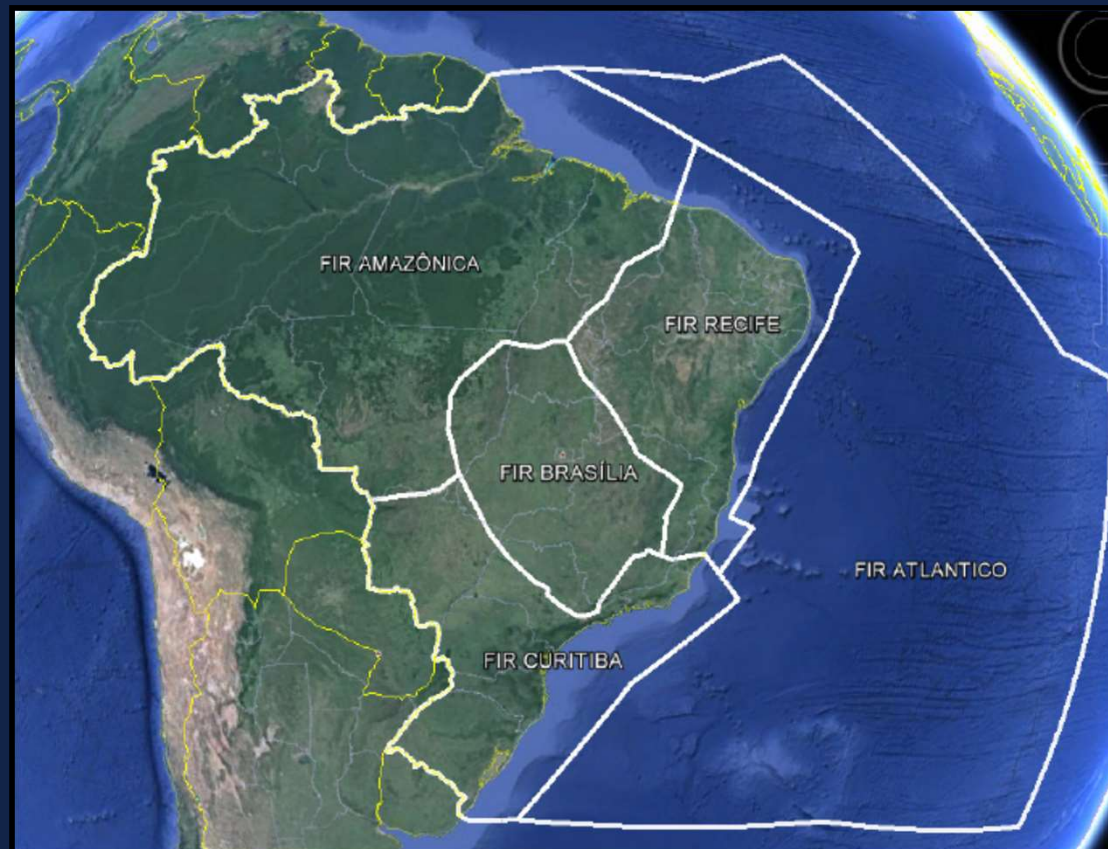 FIR AMAZÔNICA
FIR RECIFE
FIR BRASÍLIA
FIR ATLANTICO
FIR CURITIBA